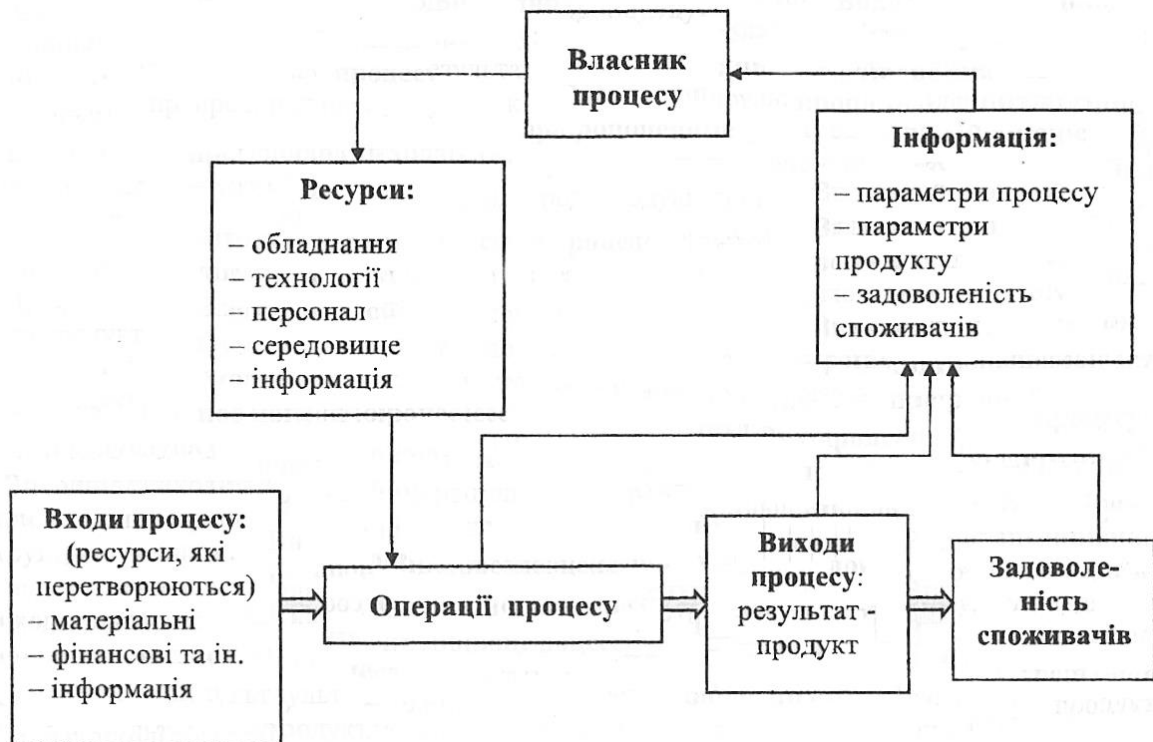 Власник
процесу
Ресурси:
– обладнання
– технології
– персонал
– середовище
– інформація
Інформація:
– параметри процесу
– параметри
продукту
– задоволеність
споживачів
Входи процесу:
(ресурси, які
перетворюються)
– матеріальні
– фінансові та ін.
– інформація
Операції процесу
Виходи
процесу:
результат-
продукт
Задоволе-
ність
споживачів